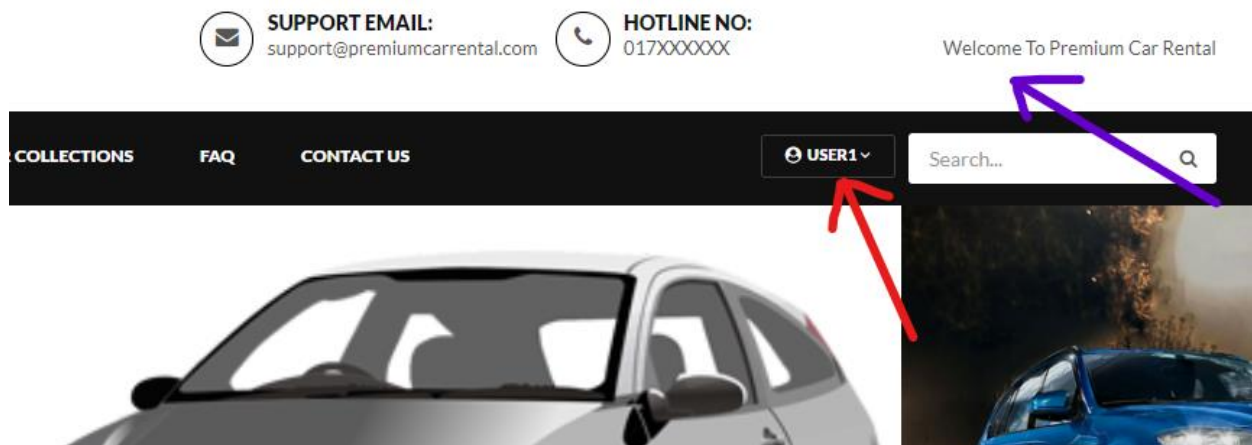 SUPPORT EMAIL:
support@premiumcarrental.com
HOTLINE NO:
017XXXXXX
Welcome To Premium Car Rental
COLLECTIONS
FAQ
CONTACT US
USER1
Search...